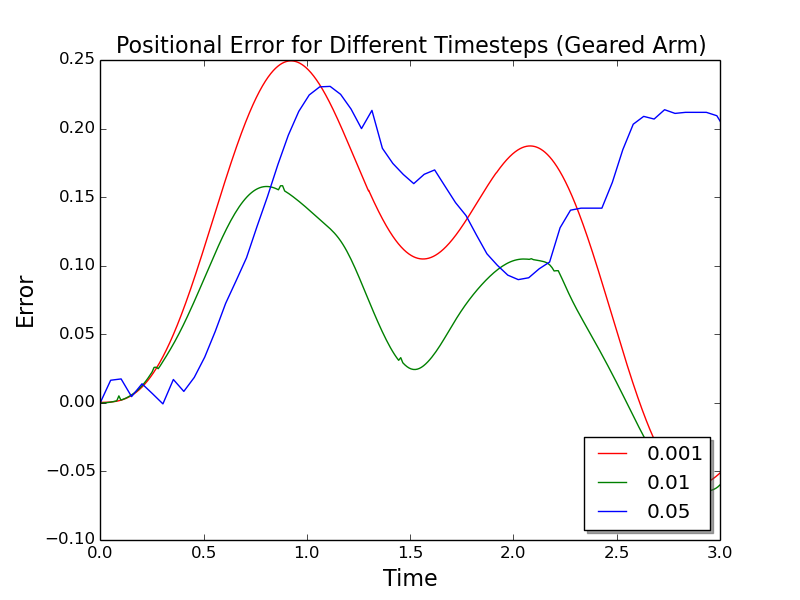 Positional Error for Different Timesteps (Geared Arm)
0.25
0.20
0.15
0.10
0.05
0.00
−0.05
−0.10
Error
0.001
0.01
0.05
0.0 0.5 1.0 1.5 2.0 2.5 3.0
Time